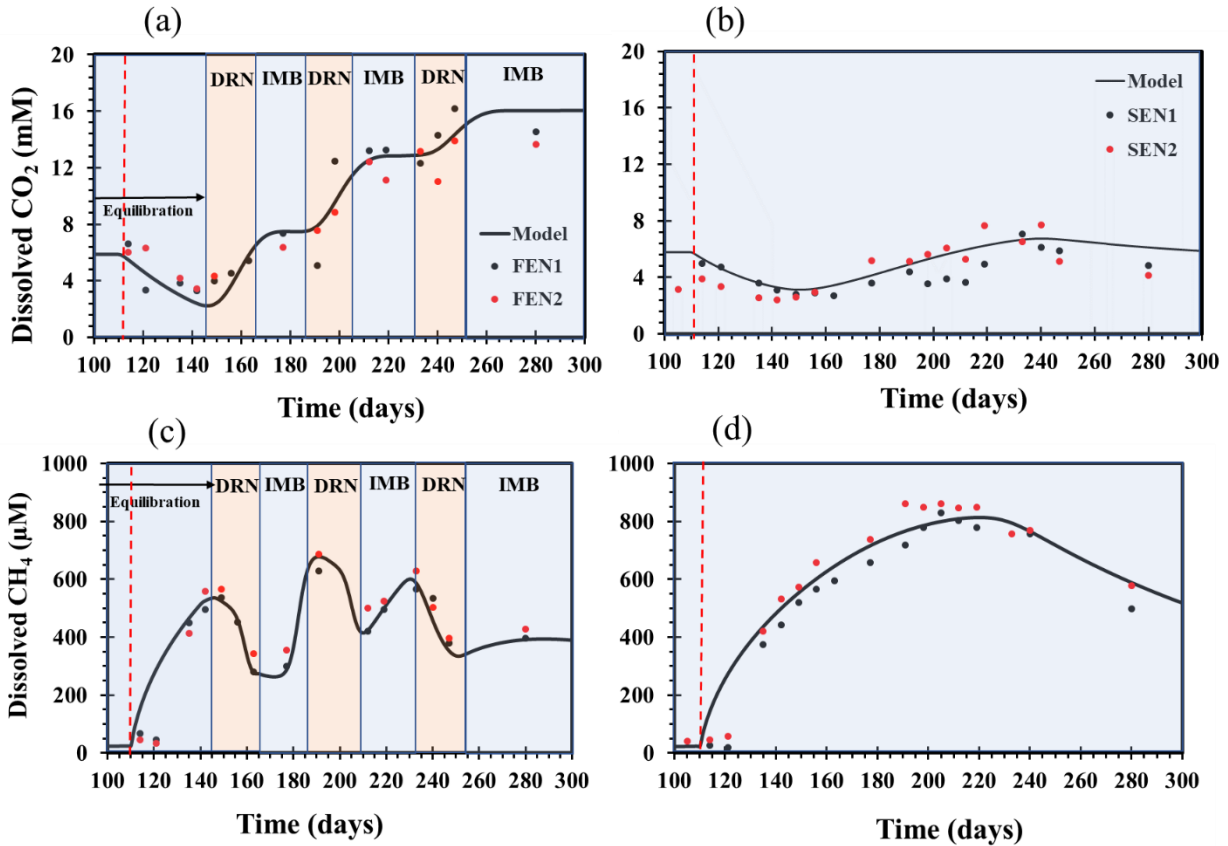 (a)
(b)
Dissolved CO2 (mM)
20
16
12
8
4
0
DRN IMB DRN IMB DRN IMB
Equilibration
Model
FEN1
FEN2
100 120 140 160 180 200 220 240 260 280 300
Time (days)
20
16
12
8
4
0
Model
SEN1
SEN2
100 120 140 160 180 200 220 240 260 280 300
Time (days)
(c)
(d)
Dissolved CH4 (µM)
1000
800
600
400
200
0
DRN IMB DRN IMB DRN IMB
Equilibration
100 120 140 160 180 200 220 240 260 280 300
Time (days)
1000
800
600
400
200
0
100 120 140 160 180 200 220 240 260 280 300
Time (days)